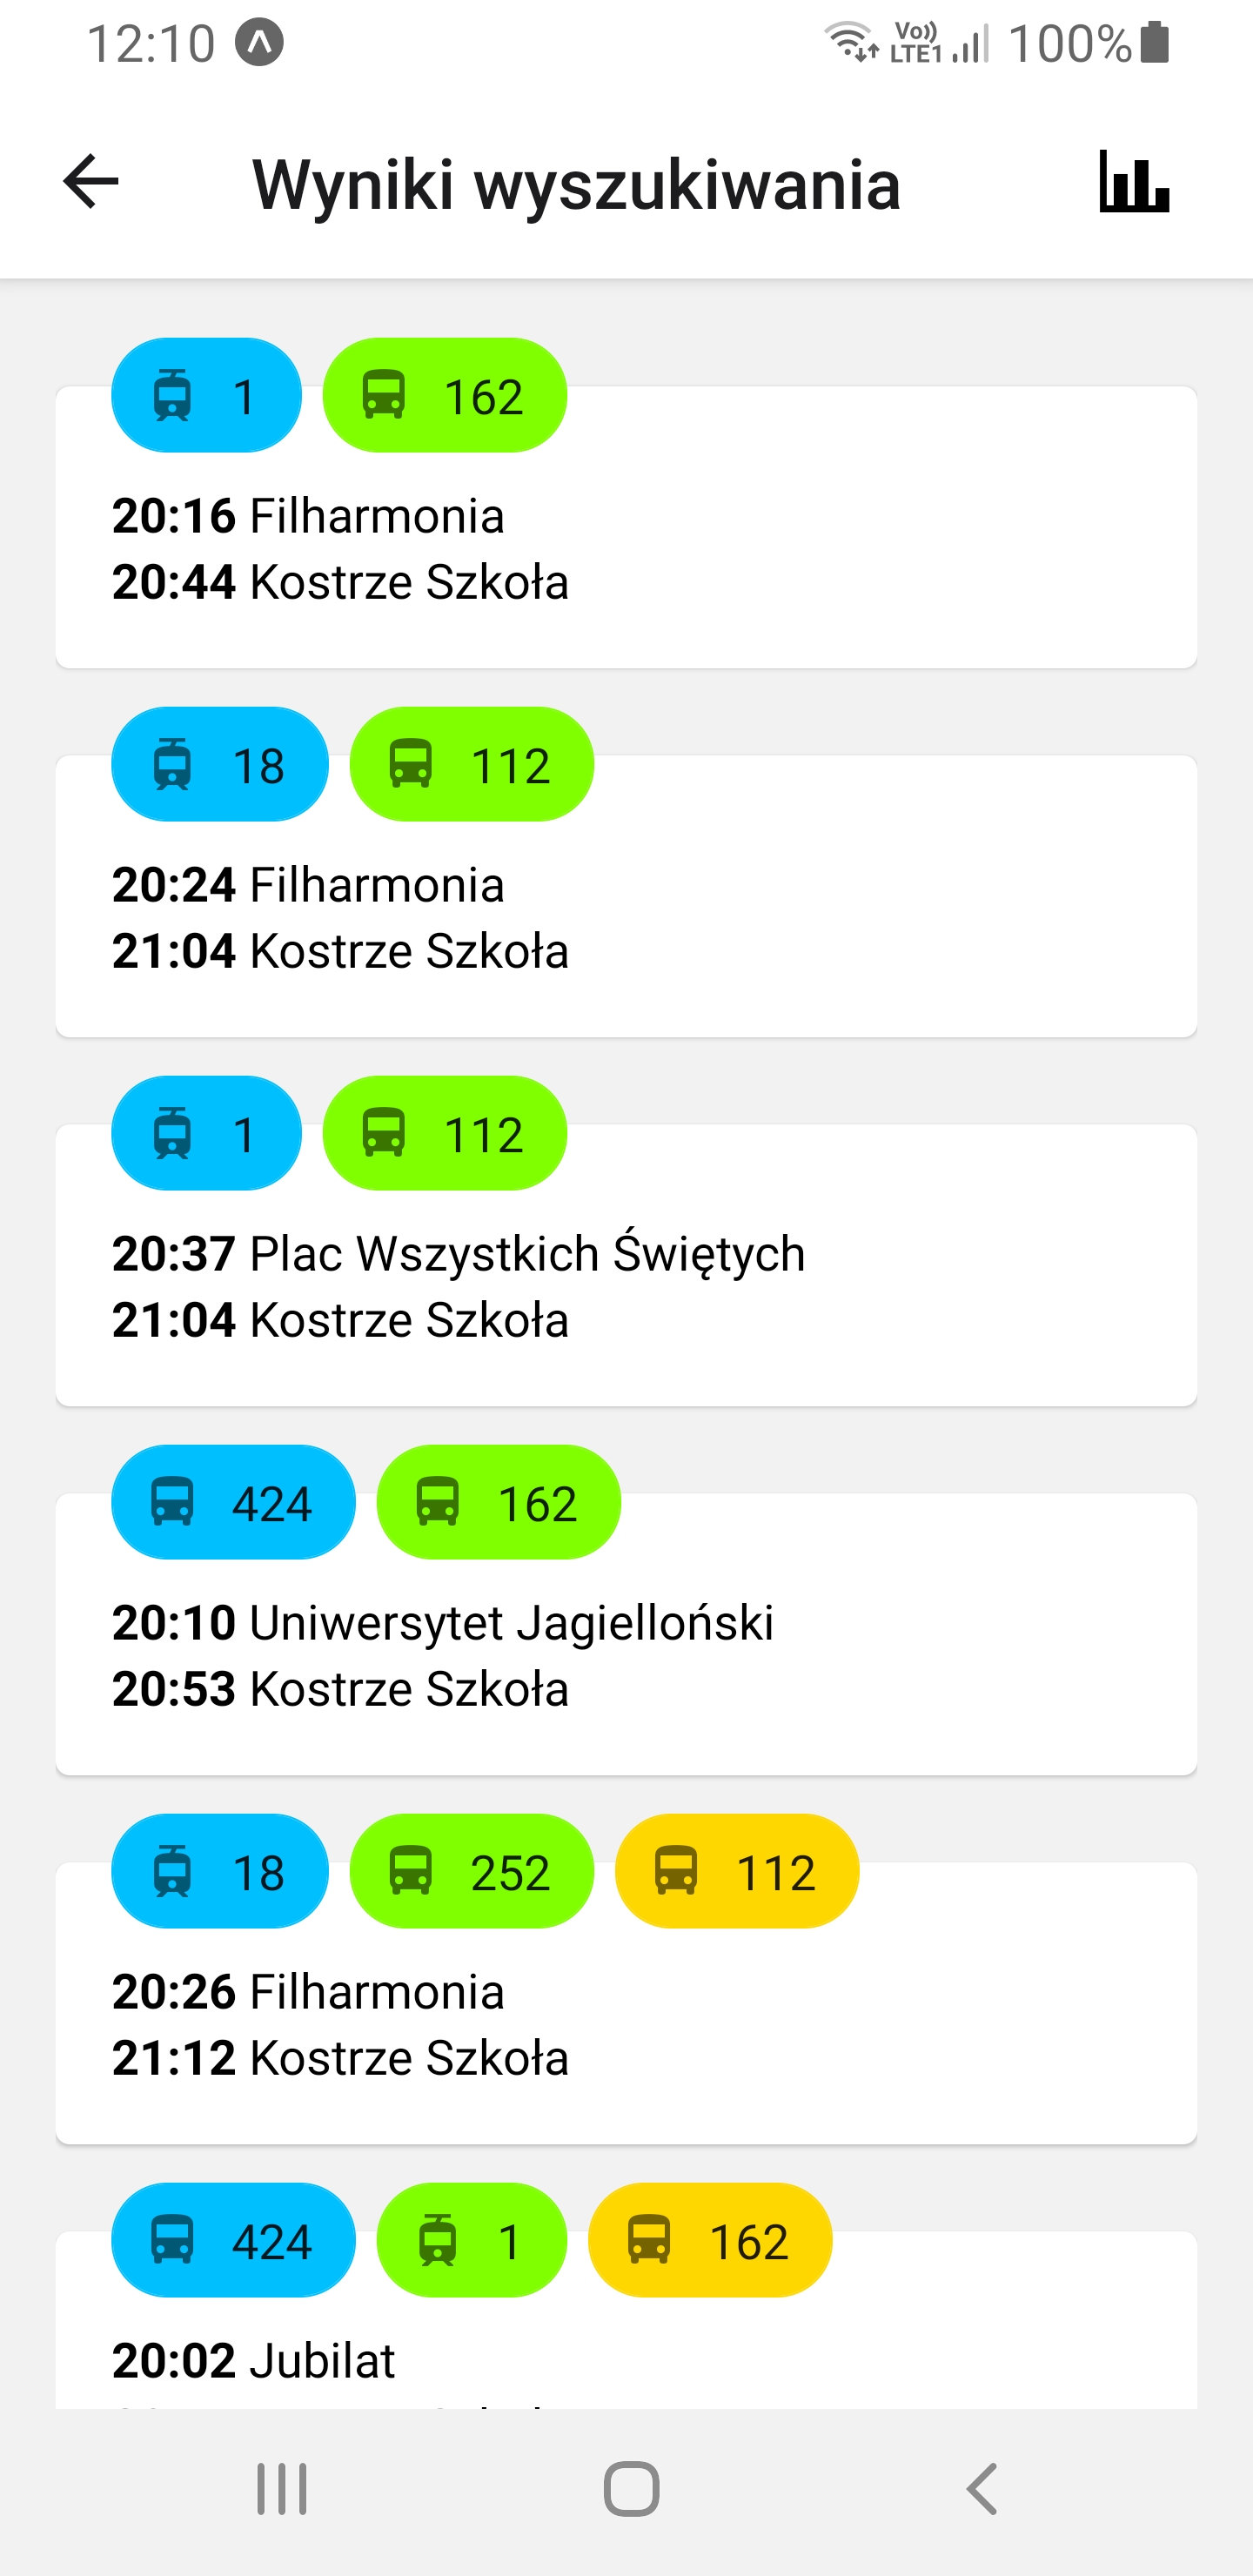 12:10 Vo)) LTE1 100%
Wyniki wyszukiwania
1 162
20:16 Filharmonia
20:44 Kostrze Szkoła
18 112
20:24 Filharmonia
21:04 Kostrze Szkoła
1 112
20:37 Plac Wszystkich Świętych
21:04 Kostrze Szkoła
424 162
20:10 Uniwersytet Jagielloński
20:53 Kostrze Szkoła
18 252 112
20:26 Filharmonia
21:12 Kostrze Szkoła
424 1 162
20:02 Jubilat